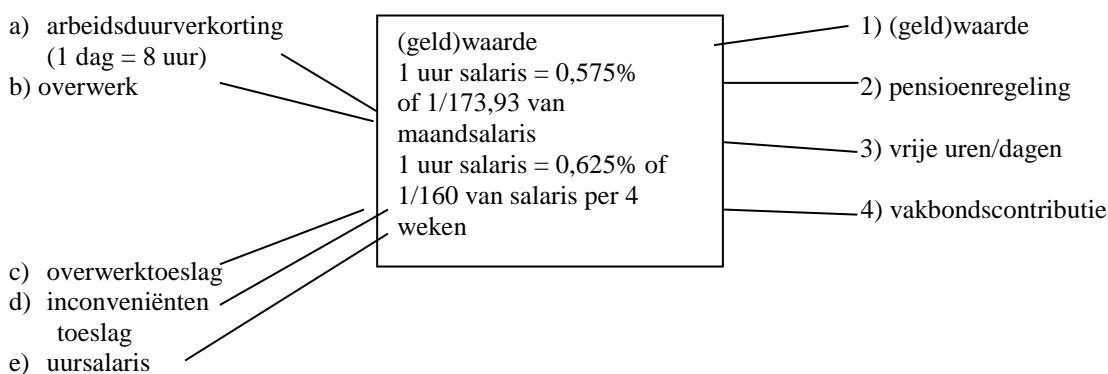 a) arbeidsduurverkorting
(1 dag = 8 uur)
b) overwerk
c) overwerktoeslag
d) inconveniënten
toeslag
e) uursalaris
(geld)waarde
1 uur salaris = 0,575%
of 1/173,93 van
maandsalaris
1 uur salaris = 0,625% of
1/160 van salaris per 4
weken
1) (geld)waarde
2) pensioenregeling
3) vrije uren/dagen
4) vakbondscontributie